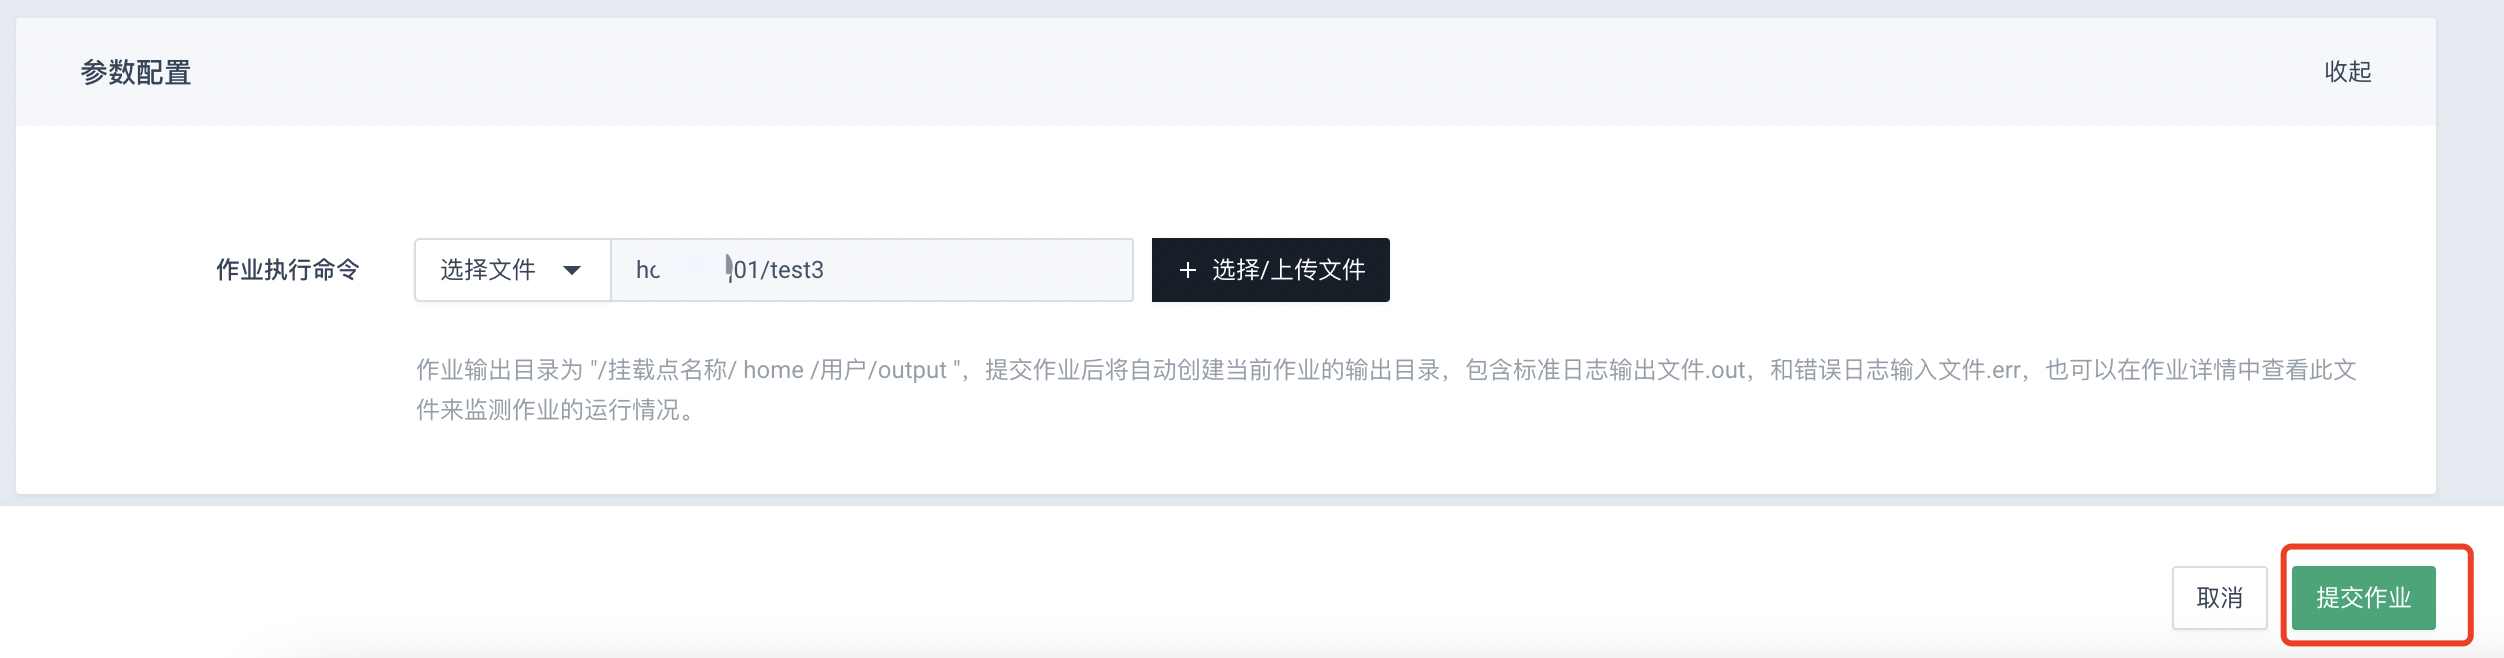 参数配置
收起
作业执行命令
选择文件
01/test3
+ 选择/上传文件
作业输出目录为 "/挂载点名称/ home /用户/output "，提交作业后将自动创建当前作业的输出目录， 包含标准日志输出文件.out，和错误日志输入文件.err，也可以在作业详情中查看此文
件来监测作业的运行情况。
取消
提交作业